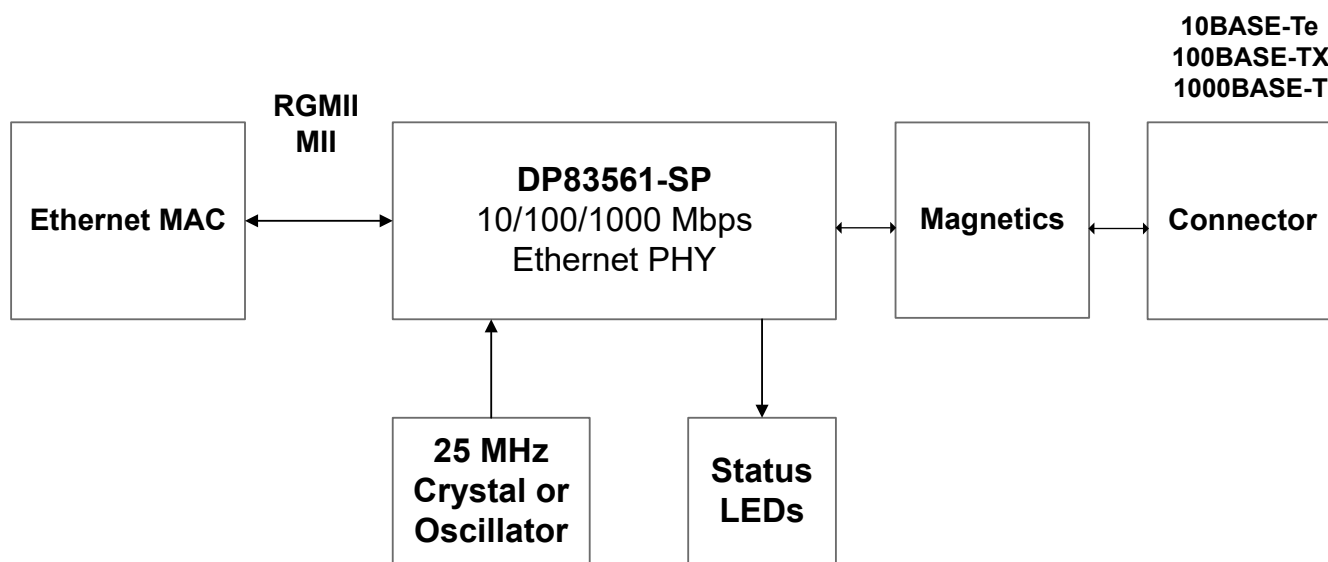 10BASE-Te
100BASE-TX
1000BASE-T
RGMII
MII
Ethernet MAC
DP83561-SP
10/100/1000 Mbps
Ethernet PHY
Magnetics
Connector
25 MHz
Crystal or
Oscillator
Status
LEDs